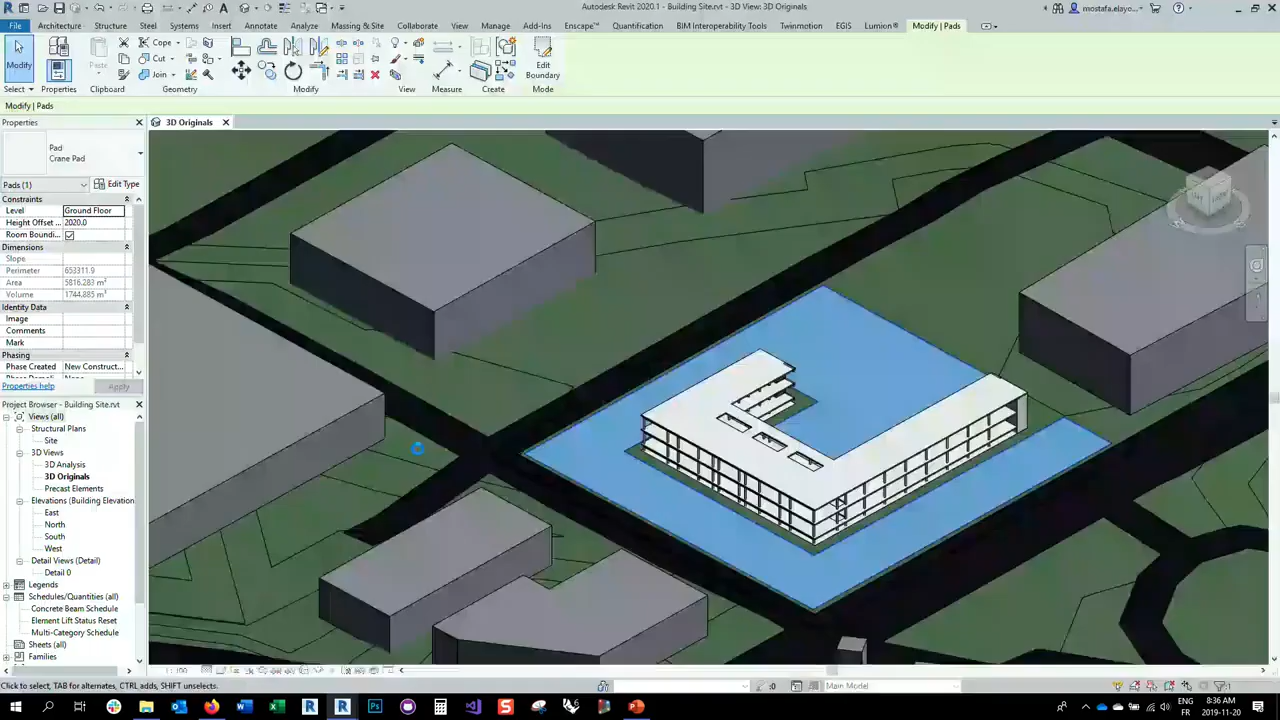 Autodesk Revit 2020.1 - Building Site.rvt - 3D View: 3D Originals
mostafa.elayo...
File Architecture Structure Steel Systems Insert Annotate Analyze Massing & Site Collaborate View Manage Add-Ins Enscape™ Quantification BIM Interoperability Tools Twinmotion EGIS Lumion® Modify | Pads
Modify
Paste
Cope
Cut
Join
Edit
Boundary
Select Properties Clipboard Geometry Modify View Measure Create Mode
Modify | Pads
Properties
3D Originals
Pad
Crane Pad
Pads (1) Edit Type
Constraints
Level Ground Floor
Height Offset ... 2020.0
Room Boundi...
Dimensions
Slope
Perimeter 653311.9
Area 5816.283 m²
Volume 1744.885 m³
Identity Data
Image
Comments
Mark
Phasing
Phase Created New Construct...
Properties help Apply
Project Browser - Building Site.rvt
Views (all)
Structural Plans
Site
3D Views
3D Analysis
3D Originals
Precast Elements
Elevations (Building Elevation
East
North
South
West
Detail Views (Detail)
Detail 0
Legends
Schedules/Quantities (all)
Concrete Beam Schedule
Element Lift Status Reset
Multi-Category Schedule
Sheets (all)
Families
Click to select, TAB for alternates, CTRL adds, SHIFT unselects.
:0
Main Model
:1
ENG
FR
8:36 AM
2019-11-20